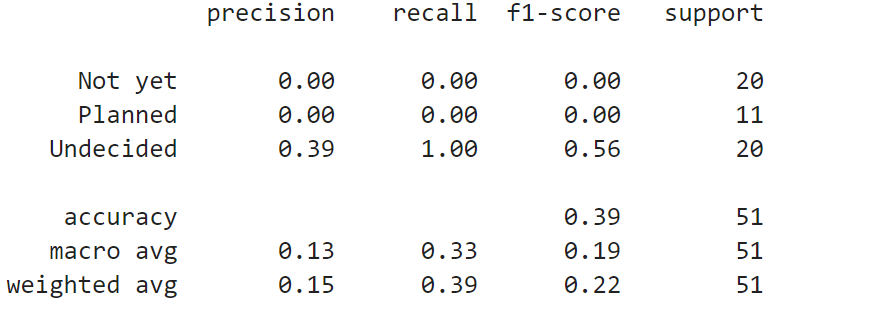 precision recall f1-score support
Not yet 0.00 0.00 0.00 20
Planned 0.00 0.00 0.00 11
Undecided 0.39 1.00 0.56 20
accuracy 0.39 51
macro avg 0.13 0.33 0.19 51
weighted avg 0.15 0.39 0.22 51